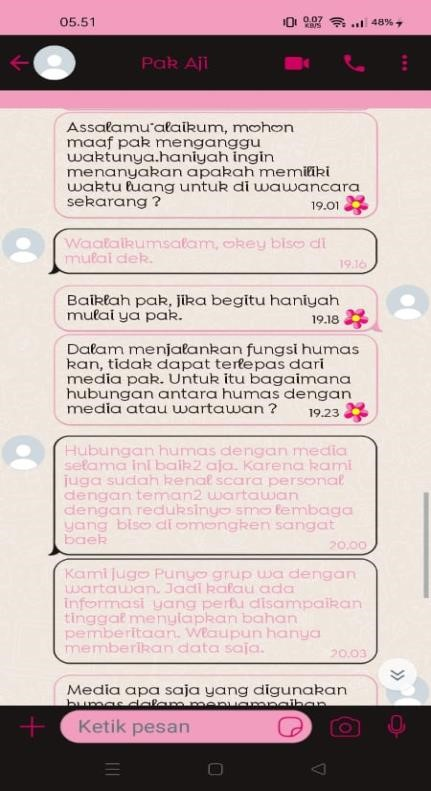 05.51
0.07 KB/S 48%
Pak Aji
Assalamu'alaikum, mohon
maaf pak menganggu
waktunya.haniyah ingin
menanyakan apakah memiliki
waktu luang untuk di wawancara
sekarang ?
19.01
Waalaikumsalam, okey biso di
mulai dek.
19.16
Baiklah pak, jika begitu haniyah
mulai ya pak.
19.18
Dalam menjalankan fungsi humas
kan, tidak dapat terlepas dari
media pak. Untuk itu bagaimana
hubungan antara humas dengan
media atau wartawan ?
19.23
Hubungan humas dengan media
selama ini baik2 aja. Karena kami
juga sudah kenal scara personal
dengan teman2 wartawan
dengan reduksinyo smo lembaga
yang biso di omongken sangat
baek
20.00
Kami jugo Punyo grup wa dengan
wartawan. Jadi kalau ada
informasi yang perlu disampaikan
tinggal menyiapkan bahan
pemberitaan. Wlaupun hanya
memberikan data saja.
20.03
Media apa saja yang digunakan
humas dalam menyampaikan
Ketik pesan